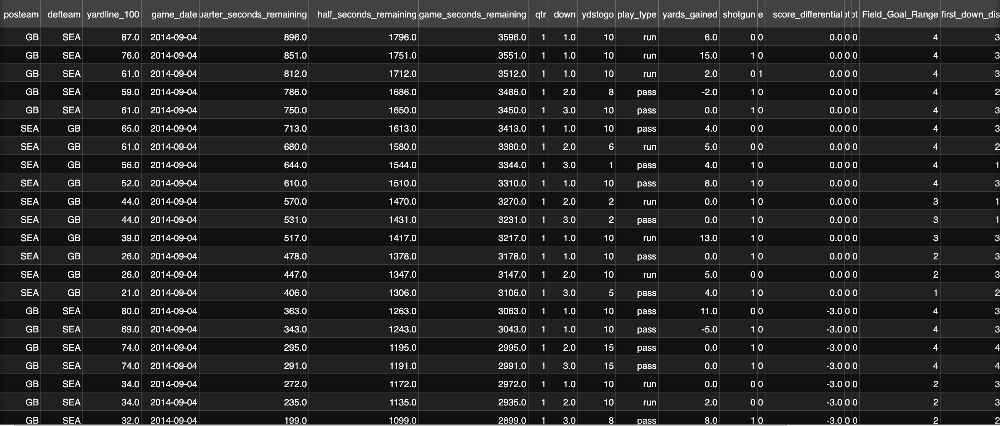 posteam defteam yardline_100 game_date uarter_seconds_remaining half_seconds_remaining game_seconds_remaining qtr down ydstogo play_type yards_gained shotgun e score_differential ot ot Field_Goal_Range first_down_dis
GB SEA 87.0 2014-09-04 896.0 1796.0 3596.0 1 1.0 10 run 6.0 0 0 0.0 0 0 4 3
GB SEA 76.0 2014-09-04 851.0 1751.0 3551.0 1 1.0 10 run 15.0 1 0 0.0 0 0 4 3
GB SEA 61.0 2014-09-04 812.0 1712.0 3512.0 1 1.0 10 run 2.0 0 1 0.0 0 0 4 3
GB SEA 59.0 2014-09-04 786.0 1686.0 3486.0 1 2.0 8 pass -2.0 1 0 0.0 0 0 4 2
GB SEA 61.0 2014-09-04 750.0 1650.0 3450.0 1 3.0 10 pass 0.0 1 0 0.0 0 0 4 3
SEA GB 65.0 2014-09-04 713.0 1613.0 3413.0 1 1.0 10 pass 4.0 0 0 0.0 0 0 4 3
SEA GB 61.0 2014-09-04 680.0 1580.0 3380.0 1 2.0 6 run 5.0 0 0 0.0 0 0 4 2
SEA GB 56.0 2014-09-04 644.0 1544.0 3344.0 1 3.0 1 pass 4.0 1 0 0.0 0 0 4 1
SEA GB 52.0 2014-09-04 610.0 1510.0 3310.0 1 1.0 10 pass 8.0 1 0 0.0 0 0 4 3
SEA GB 44.0 2014-09-04 570.0 1470.0 3270.0 1 2.0 2 run 0.0 1 0 0.0 0 0 3 1
SEA GB 44.0 2014-09-04 531.0 1431.0 3231.0 1 3.0 2 pass 0.0 1 0 0.0 0 0 3 1
SEA GB 39.0 2014-09-04 517.0 1417.0 3217.0 1 1.0 10 run 13.0 1 0 0.0 0 0 3 3
SEA GB 26.0 2014-09-04 478.0 1378.0 3178.0 1 1.0 10 pass 0.0 1 0 0.0 0 0 2 3
SEA GB 26.0 2014-09-04 447.0 1347.0 3147.0 1 2.0 10 run 5.0 0 0 0.0 0 0 2 3
SEA GB 21.0 2014-09-04 406.0 1306.0 3106.0 1 3.0 5 pass 4.0 1 0 0.0 0 0 1 2
GB SEA 80.0 2014-09-04 363.0 1263.0 3063.0 1 1.0 10 pass 11.0 0 0 -3.0 0 0 4 3
GB SEA 69.0 2014-09-04 343.0 1243.0 3043.0 1 1.0 10 pass -5.0 1 0 -3.0 0 0 4 3
GB SEA 74.0 2014-09-04 295.0 1195.0 2995.0 1 2.0 15 pass 0.0 1 0 -3.0 0 0 4 4
GB SEA 74.0 2014-09-04 291.0 1191.0 2991.0 1 3.0 15 pass 0.0 1 0 -3.0 0 0 4 4
GB SEA 34.0 2014-09-04 272.0 1172.0 2972.0 1 1.0 10 run 0.0 0 0 -3.0 0 0 2 3
GB SEA 34.0 2014-09-04 235.0 1135.0 2935.0 1 2.0 10 run 2.0 0 0 -3.0 0 0 2 3
GB SEA 32.0 2014-09-04 199.0 1099.0 2899.0 1 3.0 8 pass 8.0 1 0 -3.0 0 0 2 2